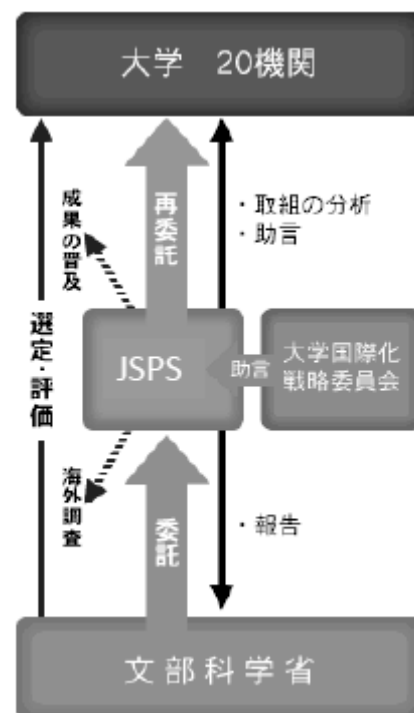 大学 20機関
成果の普及
再委託
・取組の分析
・助言
選定・評価
JSPS
助言
大学国際化
戦略委員会
海外調査
委託
・報告
文部科学省